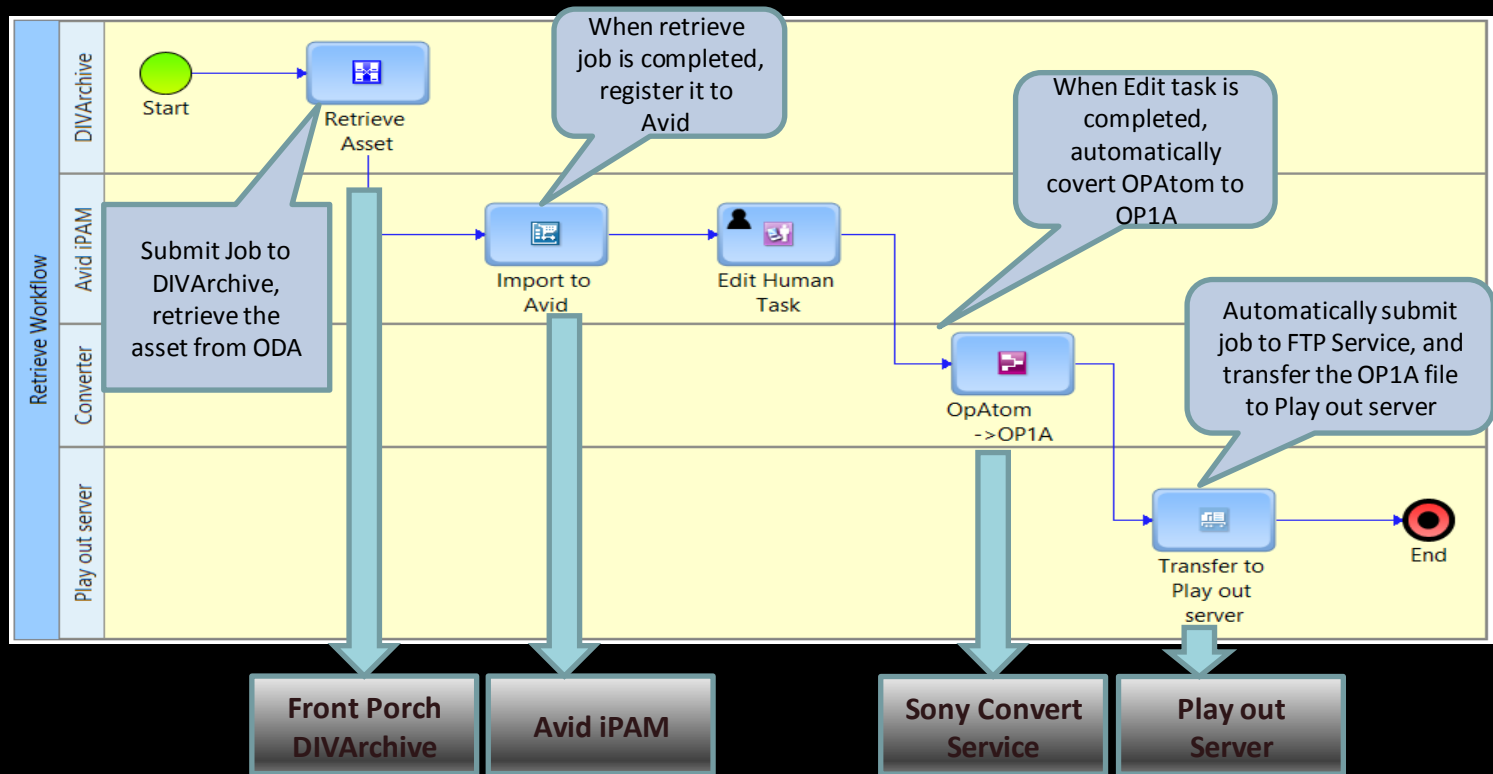 Retrieve Workflow
DIVArchive
Start
Retrieve
Asset
When retrieve
job is completed,
register it to
Avid
When Edit task is
completed,
automatically
covert OPAtom to
OP1A
Submit Job to
DIVArchive,
retrieve the
asset from ODA
Avid iPAM
Import to
Avid
Edit Human
Task
Automatically submit
job to FTP Service, and
transfer the OP1A file
to Play out server
Converter
OpAtom
->OP1A
Play out server
Transfer to
Play out
server
End
Front Porch
DIVArchive
Avid iPAM
Sony Convert
Service
Play out
Server